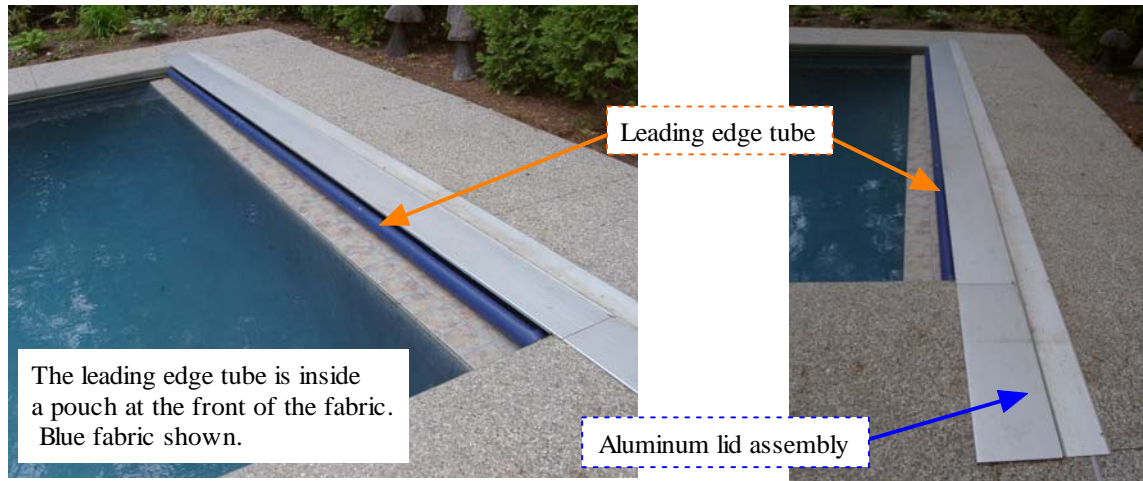 Leading edge tube
The leading edge tube is inside
a pouch at the front of the fabric.
Blue fabric shown.
Aluminum lid assembly